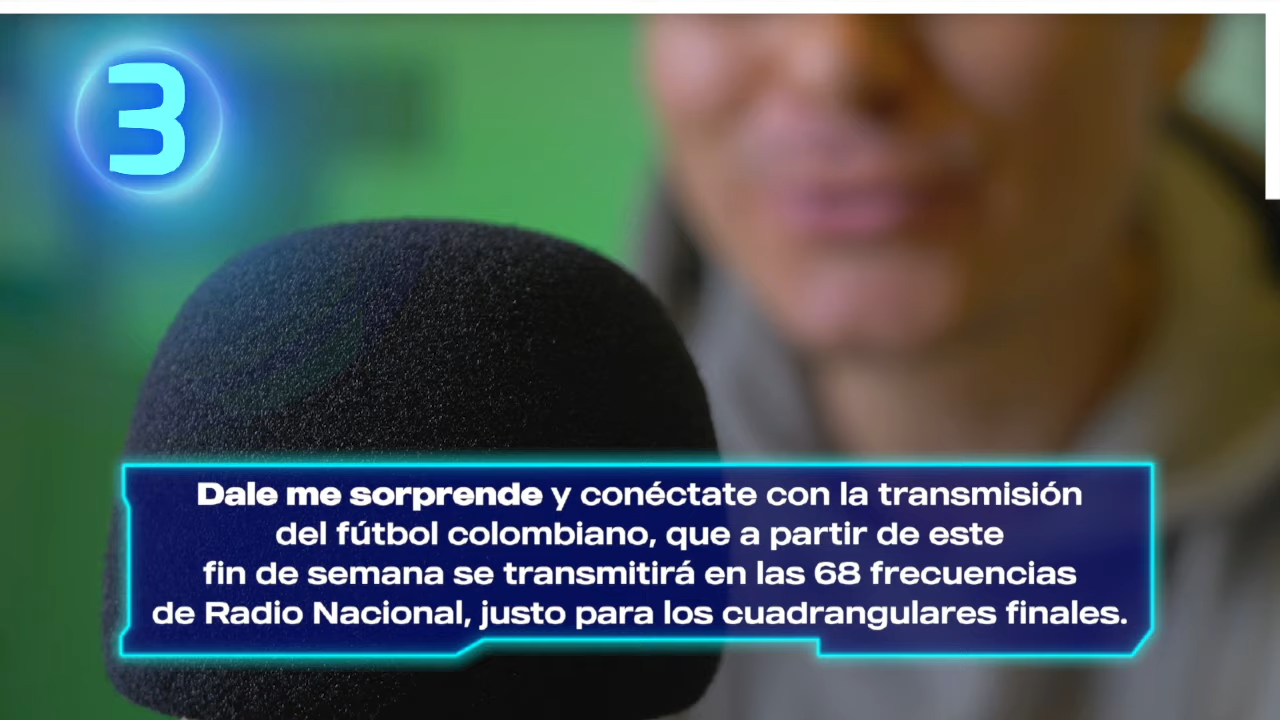 3
Dale me sorprende y conéctate con la transmisión
del fútbol colombiano, que a partir de este
fin de semana se transmitirá en las 68 frecuencias
de Radio Nacional, justo para los cuadrangulares finales.